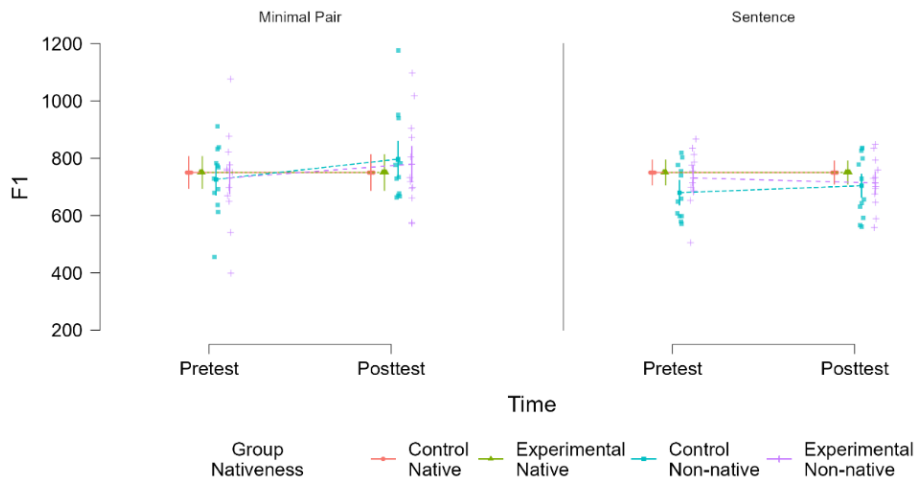 Minimal Pair
Sentence
F1
1200
1000
800
600
400
200
Pretest
Posttest
Pretest
Posttest
Time
Group
Nativeness
Control
Native
Experimental
Native
Control
Non-native
Experimental
Non-native